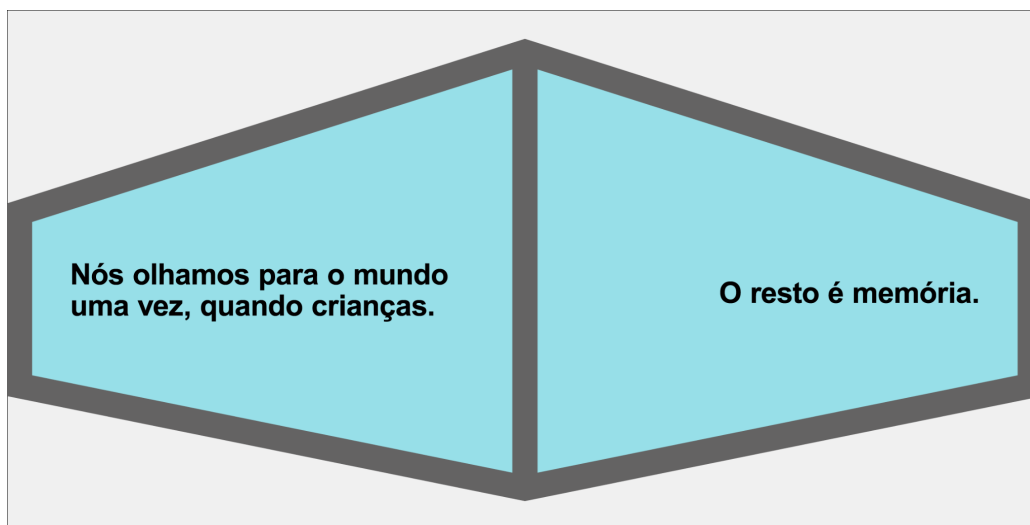 Nós olhamos para o mundo
uma vez, quando crianças.
O resto é memória.